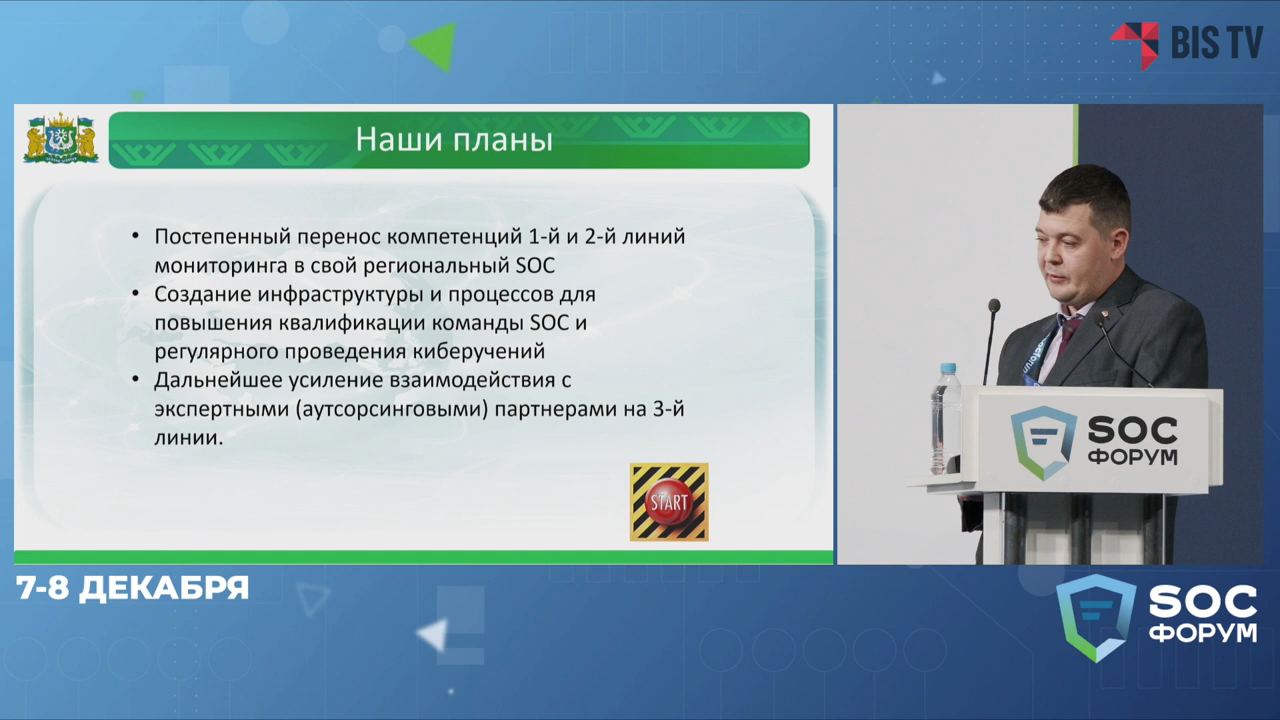 BIS TV
Наши планы
• Постепенный перенос компетенций 1-й и 2-й линий
мониторинга в свой региональный SOC
• Создание инфраструктуры и процессов для
повышения квалификации команды SOC и
регулярного проведения киберучений
• Дальнейшее усиление взаимодействия с
экспертными (аутсорсинговыми) партнерами на 3-й
линии.
START
SOC
ФОРУМ
7-8 ДЕКАБРЯ
SOC
ФОРУМ